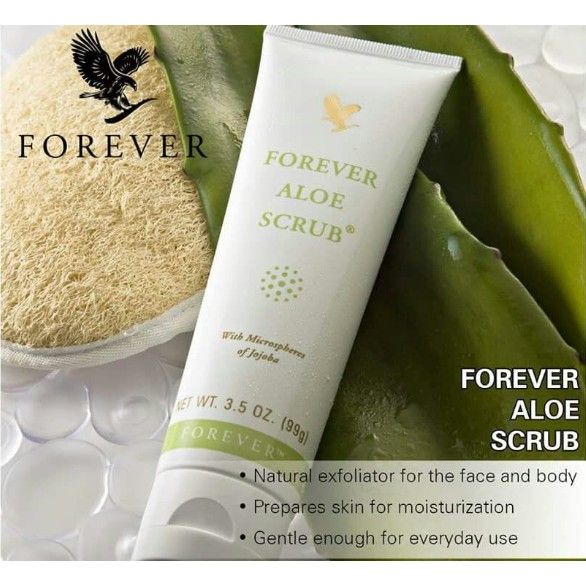 FOREVER
FOREVER
ALOE
SCRUB®
With Microspheres
of Jojoba
NET WT. 3.5 OZ. (99g)
FOREVER™
FOREVER
ALOE
SCRUB
• Natural exfoliator for the face and body
• Prepares skin for moisturization
• Gentle enough for everyday use